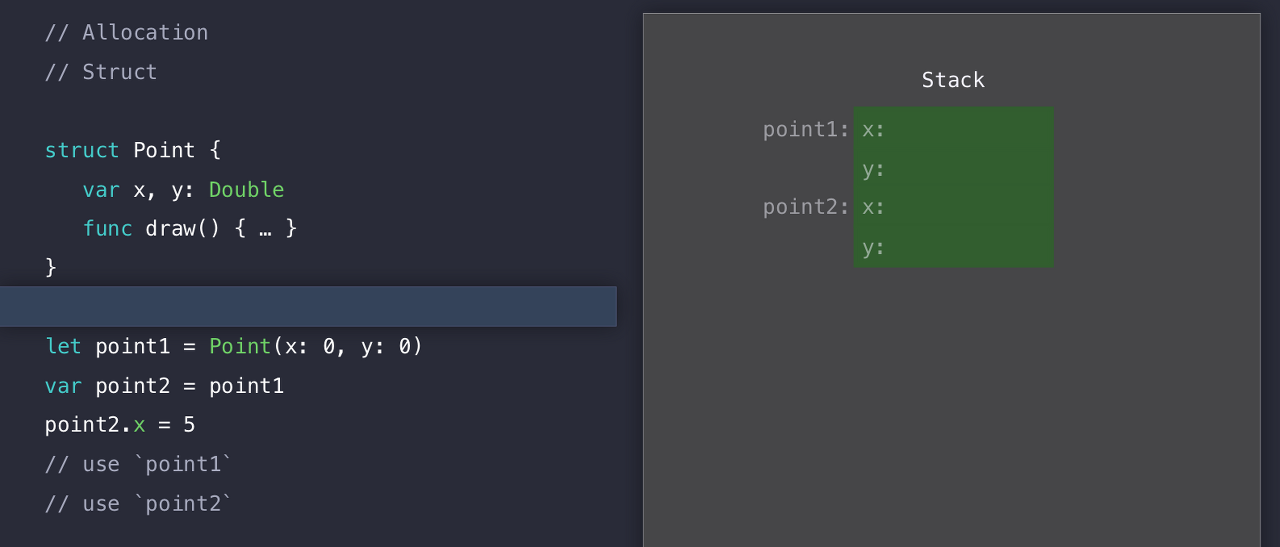 // Allocation
// Struct
struct Point {
var x, y: Double
func draw() { … }
}
let point1 = Point(x: 0, y: 0)
var point2 = point1
point2.x = 5
// use `point1`
// use `point2`
Stack
point1: x:
y:
point2: x:
y: